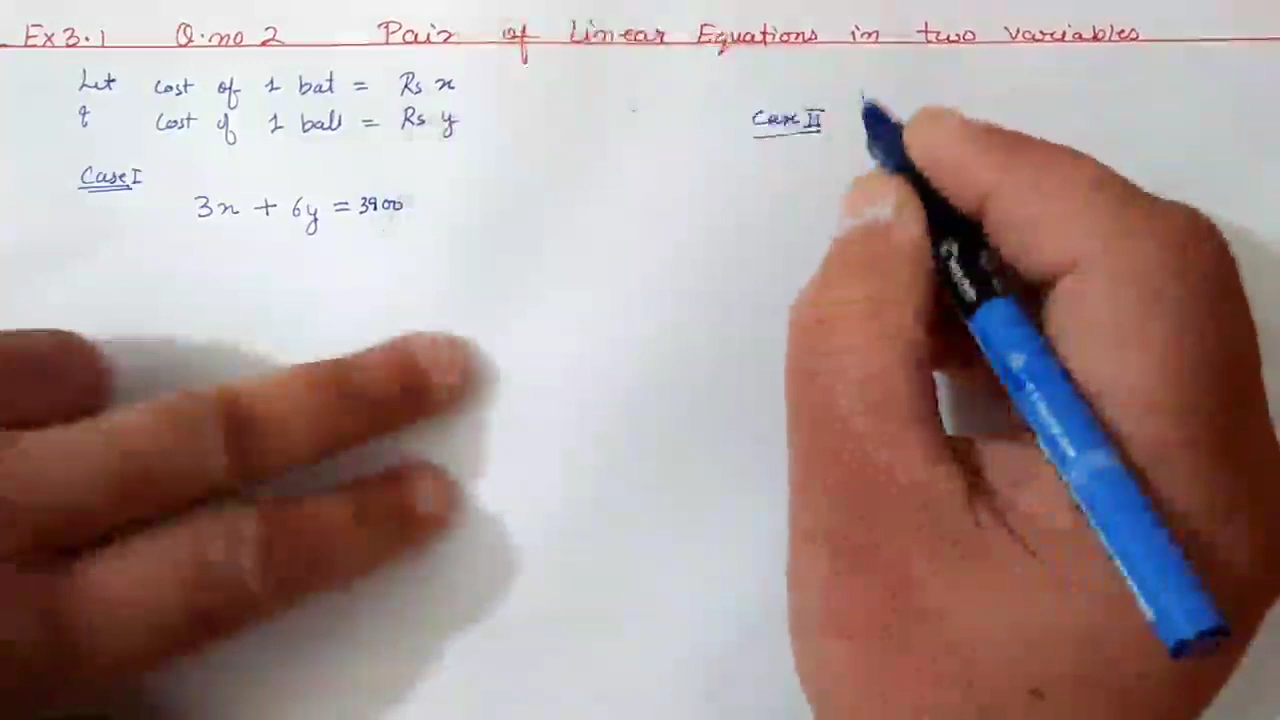 Ex 3.1 Q.no 2 Pair of Linear Equations in two variables
Let cost of 1 bat = Rs x
& cost of 1 ball = Rs y
Case I
3x + 6y = 3900
Case II